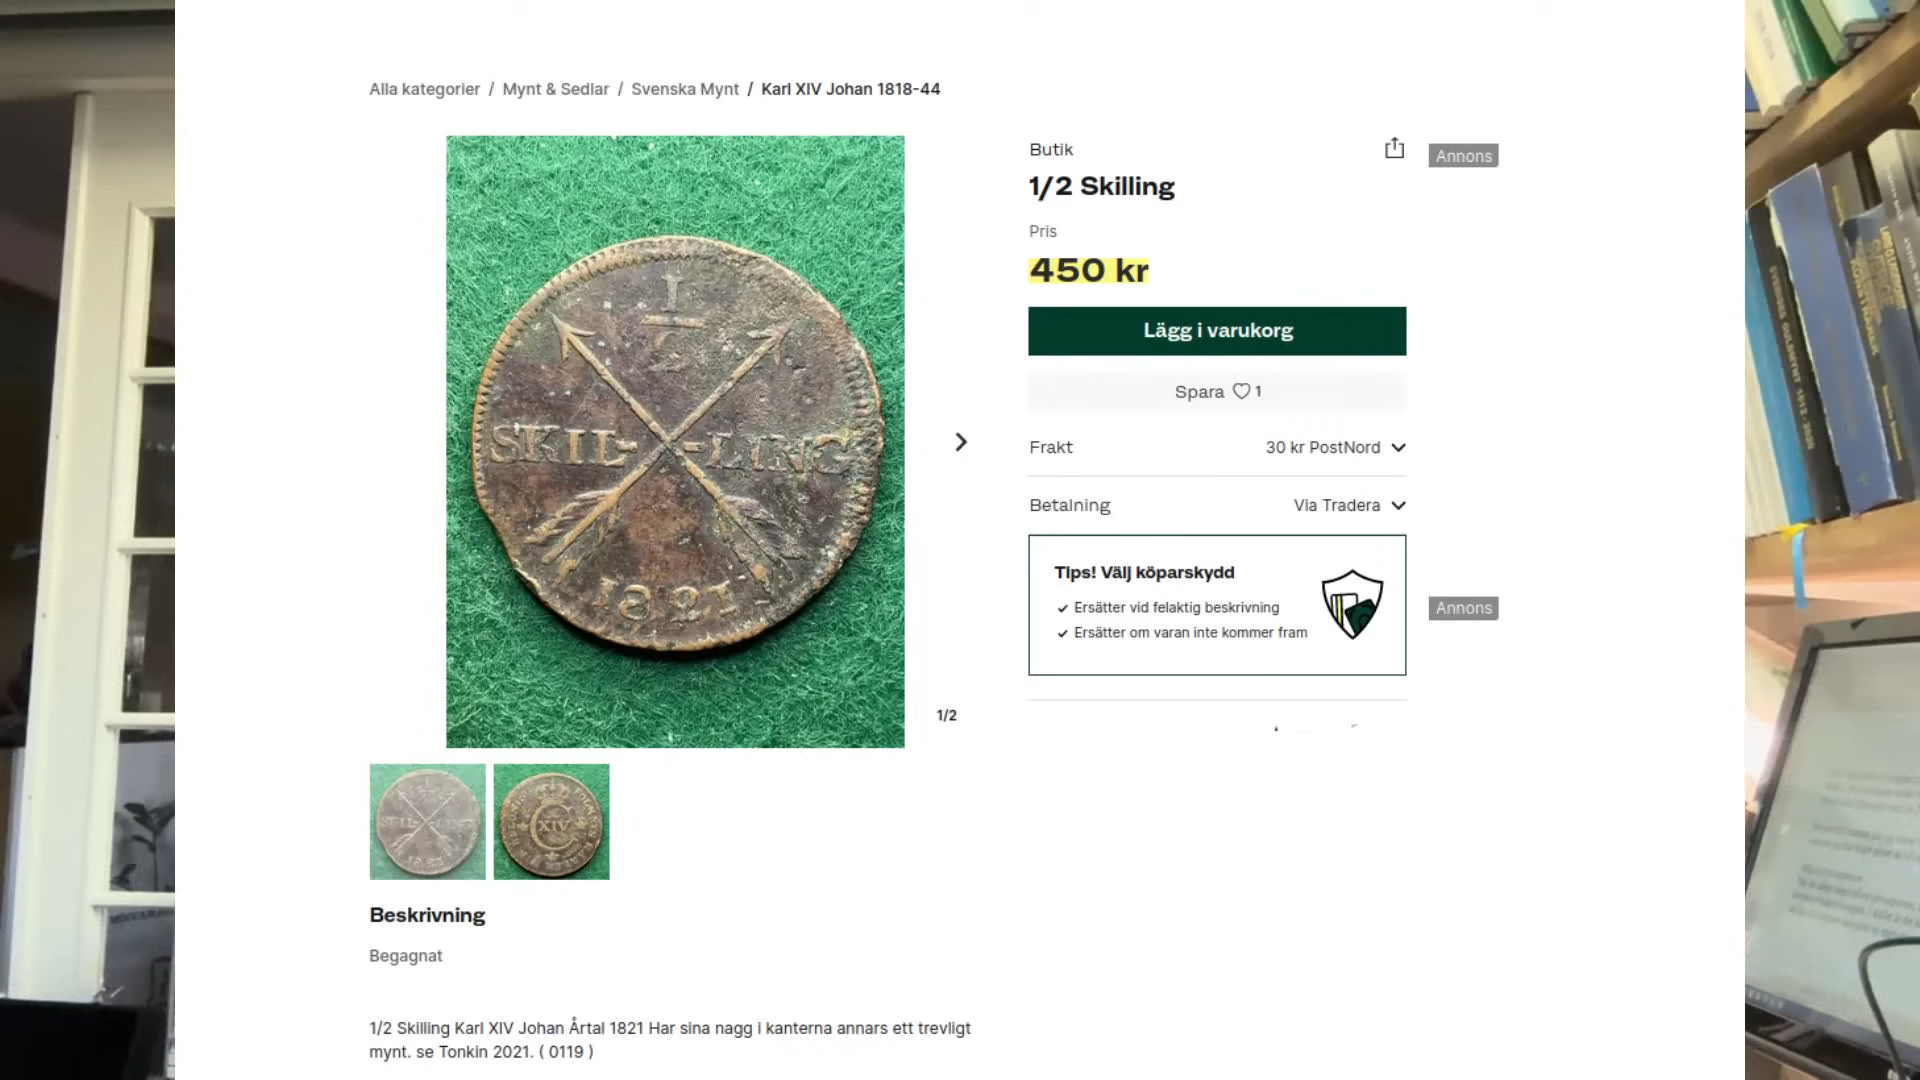 Alla kategorier / Mynt & Sedlar / Svenska Mynt / Karl XIV Johan 1818-44
Butik
Annons
1/2 Skilling
Pris
450 kr
Lägg i varukorg
Spara 1
Frakt
30 kr PostNord
Betalning
Via Tradera
Tips! Välj köparskydd
Ersätter vid felaktig beskrivning
Ersätter om varan inte kommer fram
Annons
1
2
SKIL- -LING
1821
1/2
XIV
Beskrivning
Begagnat
1/2 Skilling Karl XIV Johan Årtal 1821 Har sina nagg i kanterna annars ett trevligt
mynt. se Tonkin 2021. ( 0119 )